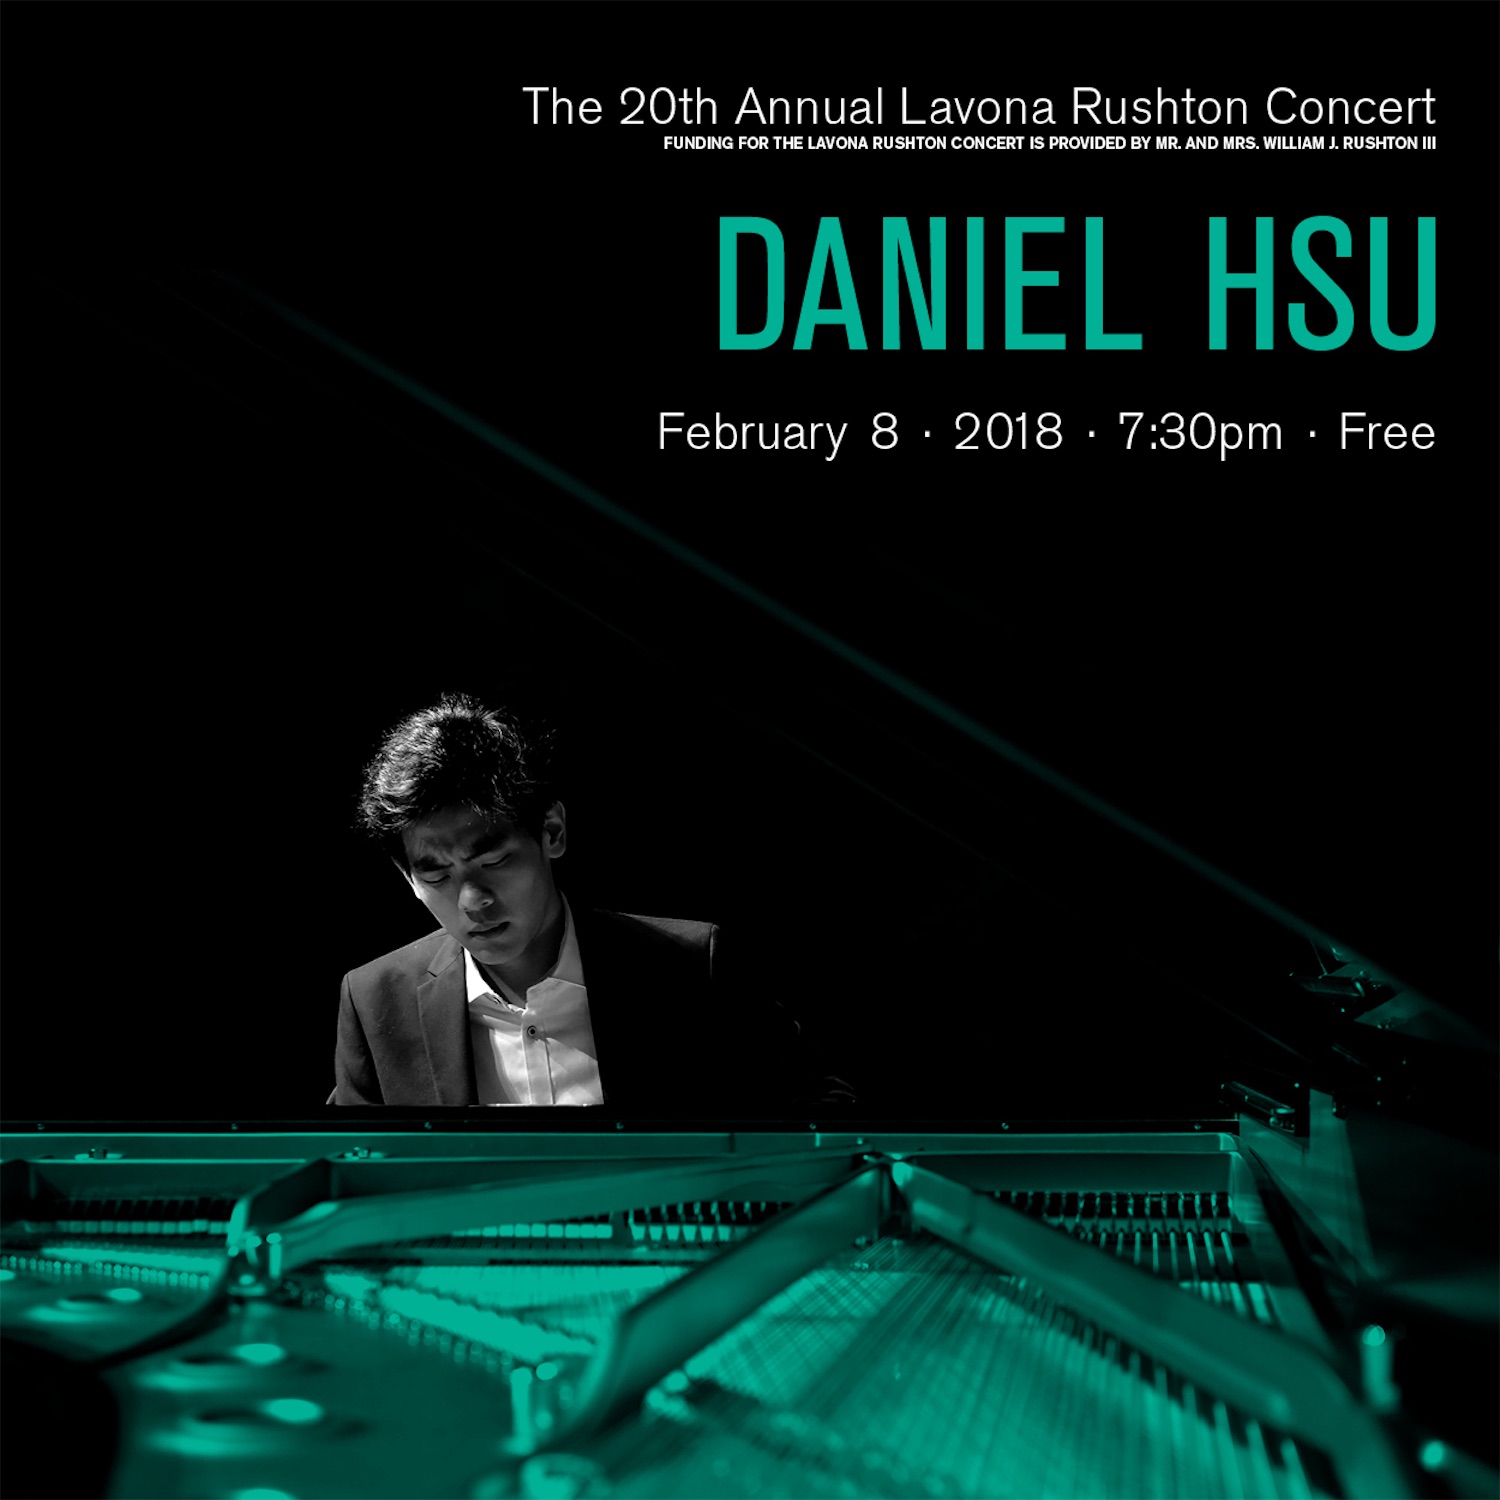 The 20th Annual Lavona Rushton Concert
FUNDING FOR THE LAVONA RUSHTON CONCERT IS PROVIDED BY MR. AND MRS. WILLIAM J. RUSHTON III
DANIEL HSU
February 8 · 2018 · 7:30pm · Free